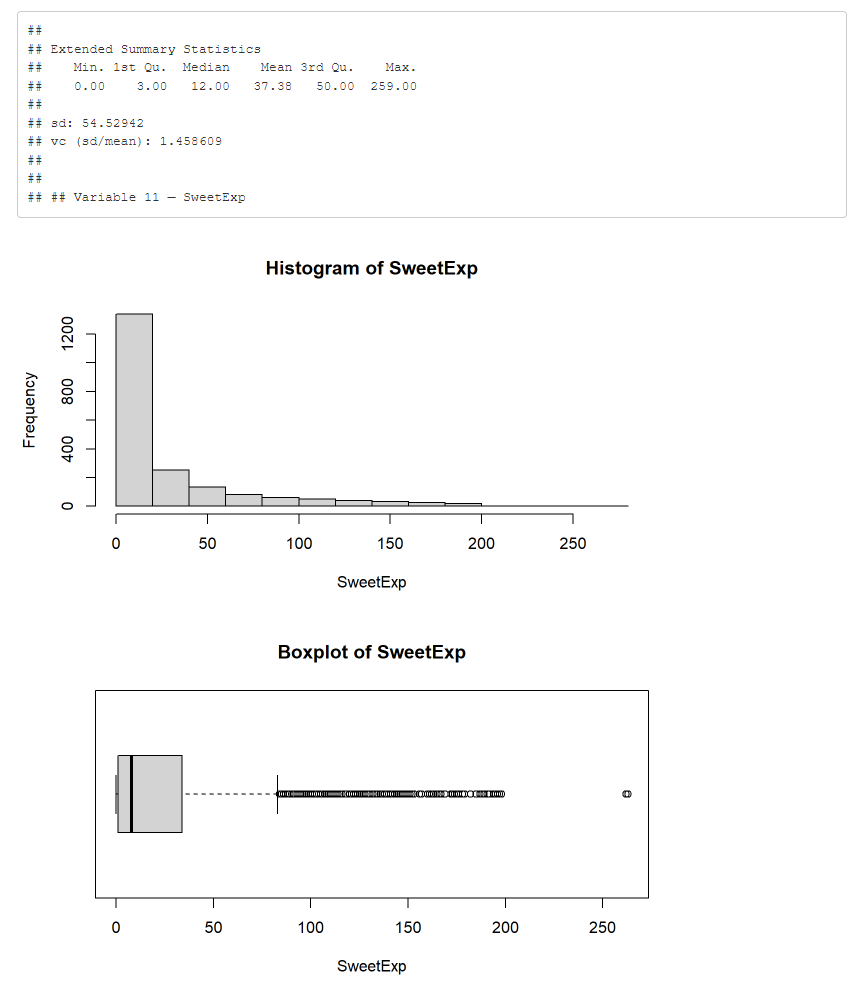 ##
## Extended Summary Statistics
##    Min. 1st Qu.  Median    Mean 3rd Qu.    Max.
##    0.00    3.00   12.00   37.38   50.00  259.00
##
## sd: 54.52942
## vc (sd/mean): 1.458609
##
##
## ## Variable 11 — SweetExp
Histogram of SweetExp
1200
800
400
0
Frequency
0 50 100 150 200 250
SweetExp
Boxplot of SweetExp
0 50 100 150 200 250
SweetExp